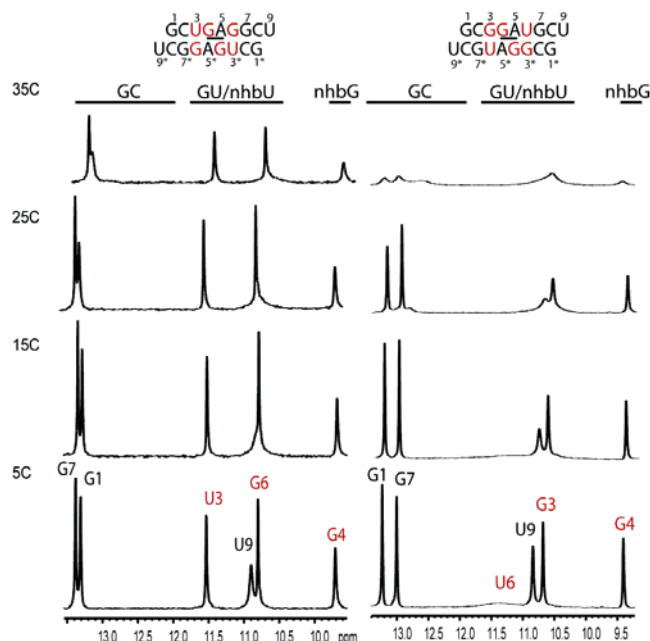 1 3 5 7 9
GCUGAGGCU
UCGGAGUCG
9* 7* 5* 3* 1*
1 3 5 7 9
GCGGAUGCU
UCGUAGGCG
9* 7* 5* 3* 1*
35C
GC GU/nhbU nhbG
GC GU/nhbU nhbG
25C
15C
5C
G7 G1 U3 U9 G6 G4
G1 G7 U6 U9 G3 G4
13.0 12.5 12.0 11.5 11.0 10.5 10.0 ppm
13.0 12.5 12.0 11.5 11.0 10.5 10.0 9.5